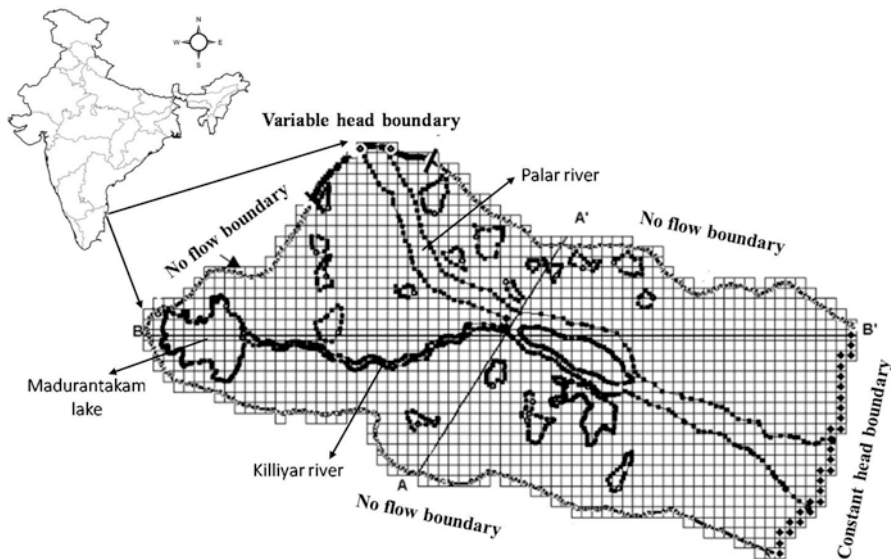 N
W E
S
Variable head boundary
Palar river
A'
No flow boundary
No flow boundary
B
B'
Madurantakam
lake
Killiyar river
A
No flow boundary
Constant head boundary